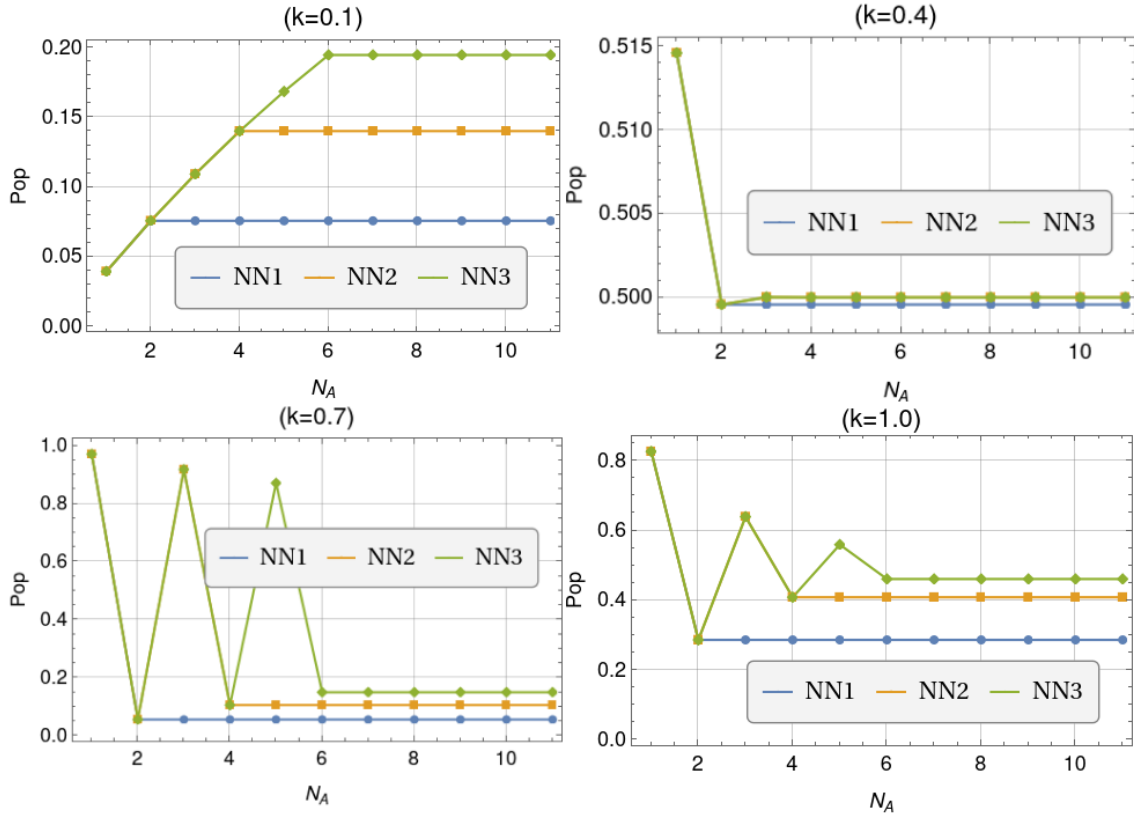 (k=0.1)
0.20
0.15
0.10
0.05
0.00
Pop
NN1 NN2 NN3
2 4 6 8 10
N_A
(k=0.4)
0.515
0.510
0.505
0.500
Pop
NN1 NN2 NN3
2 4 6 8 10
N_A
(k=0.7)
1.0
0.8
0.6
0.4
0.2
0.0
Pop
NN1 NN2 NN3
2 4 6 8 10
N_A
(k=1.0)
0.8
0.6
0.4
0.2
0.0
Pop
NN1 NN2 NN3
2 4 6 8 10
N_A